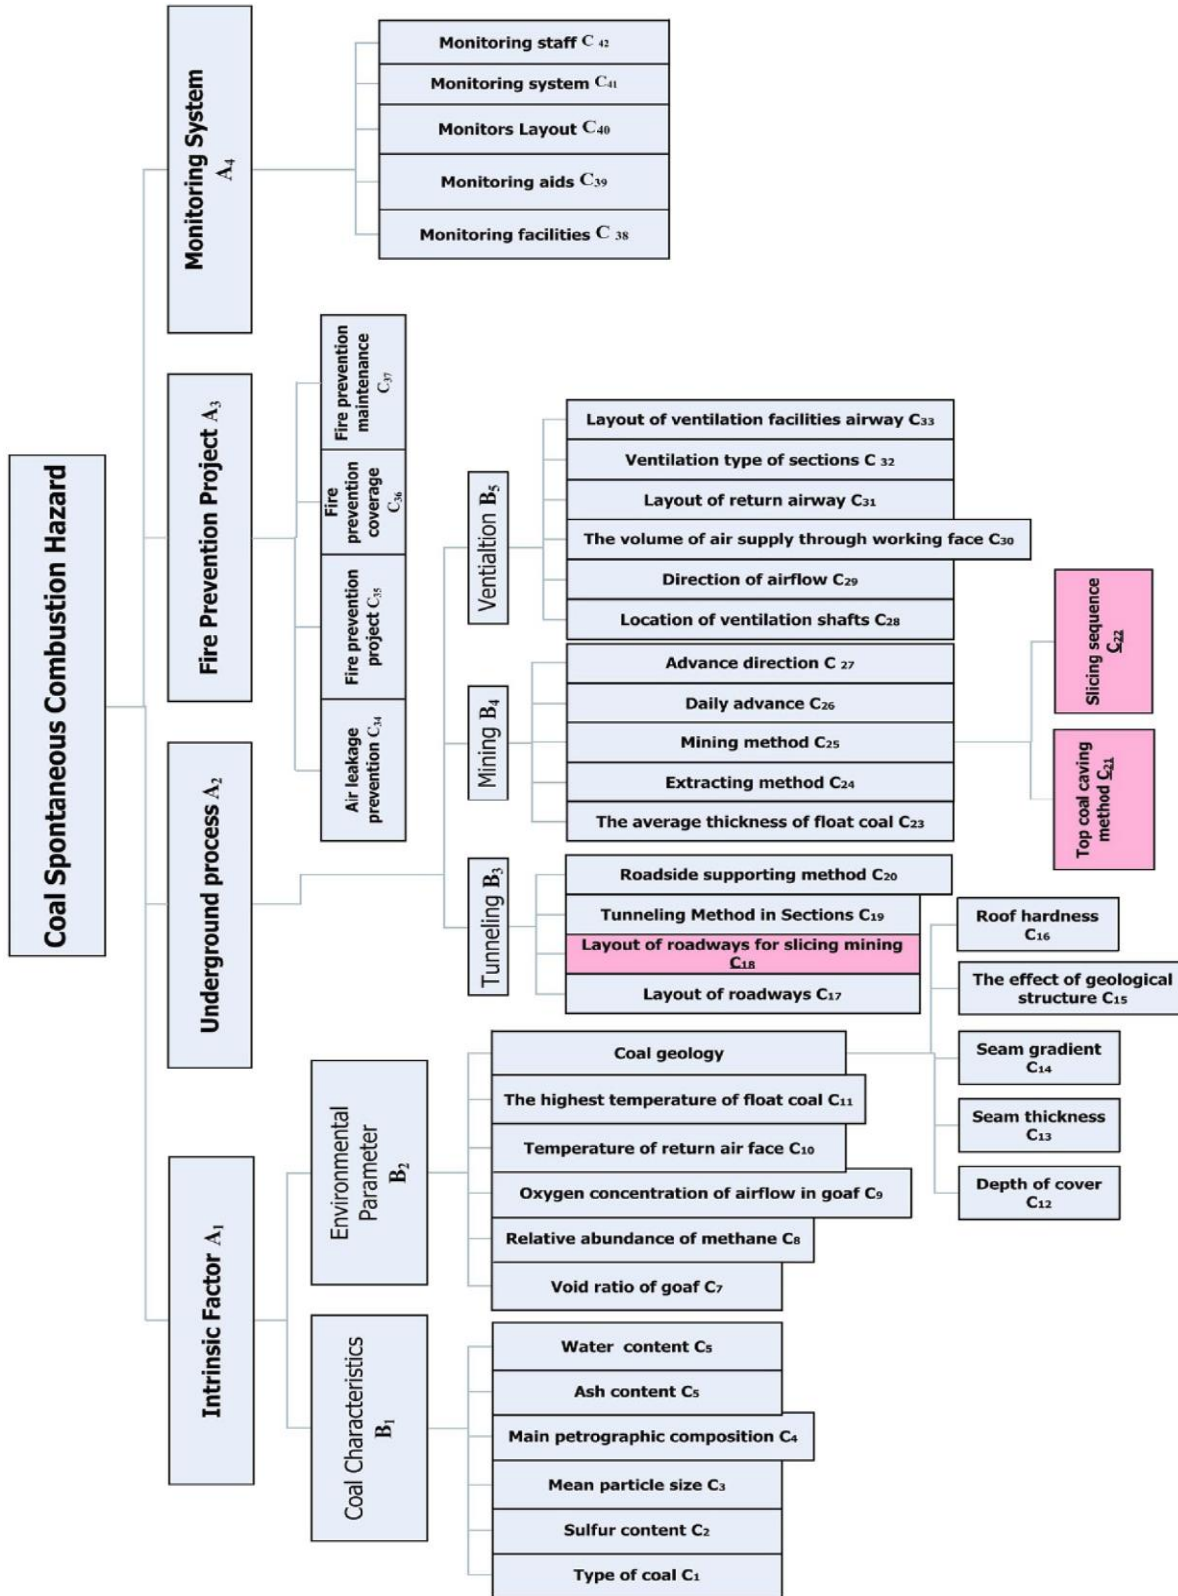 Coal Spontaneous Combustion Hazard
Intrinsic Factor A₁
Underground process A₂
Fire Prevention Project A₃
Monitoring System
A₄
Coal Characteristics
B₁
Environmental
Parameter
B₂
Type of coal C₁
Sulfur content C₂
Mean particle size C₃
Main petrographic composition C₄
Ash content C₅
Water content C₅
Void ratio of goaf C₇
Relative abundance of methane C₈
Oxygen concentration of airflow in goaf C₉
Temperature of return air face C₁₀
The highest temperature of float coal C₁₁
Coal geology
Depth of cover
C₁₂
Seam thickness
C₁₃
Seam gradient
C₁₄
The effect of geological
structure C₁₅
Roof hardness
C₁₆
Tunneling B₃
Mining B₄
Ventialtion B₅
Layout of roadways C₁₇
Layout of roadways for slicing mining
C₁₈
Tunneling Method in Sections C₁₉
Roadside supporting method C₂₀
The average thickness of float coal C₂₃
Extracting method C₂₄
Mining method C₂₅
Daily advance C₂₆
Advance direction C ₂₇
Top coal caving
method C₂₁
Slicing sequence
C₂₂
Location of ventilation shafts C₂₈
Direction of airflow C₂₉
The volume of air supply through working face C₃₀
Layout of return airway C₃₁
Ventilation type of sections C ₃₂
Layout of ventilation facilities airway C₃₃
Air leakage
prevention C₃₄
Fire prevention
project C₃₅
Fire
prevention
coverage
C₃₆
Fire prevention
maintenance
C₃₇
Monitoring facilities C ₃₈
Monitoring aids C₃₉
Monitors Layout C₄₀
Monitoring system C₄₁
Monitoring staff C ₄₂